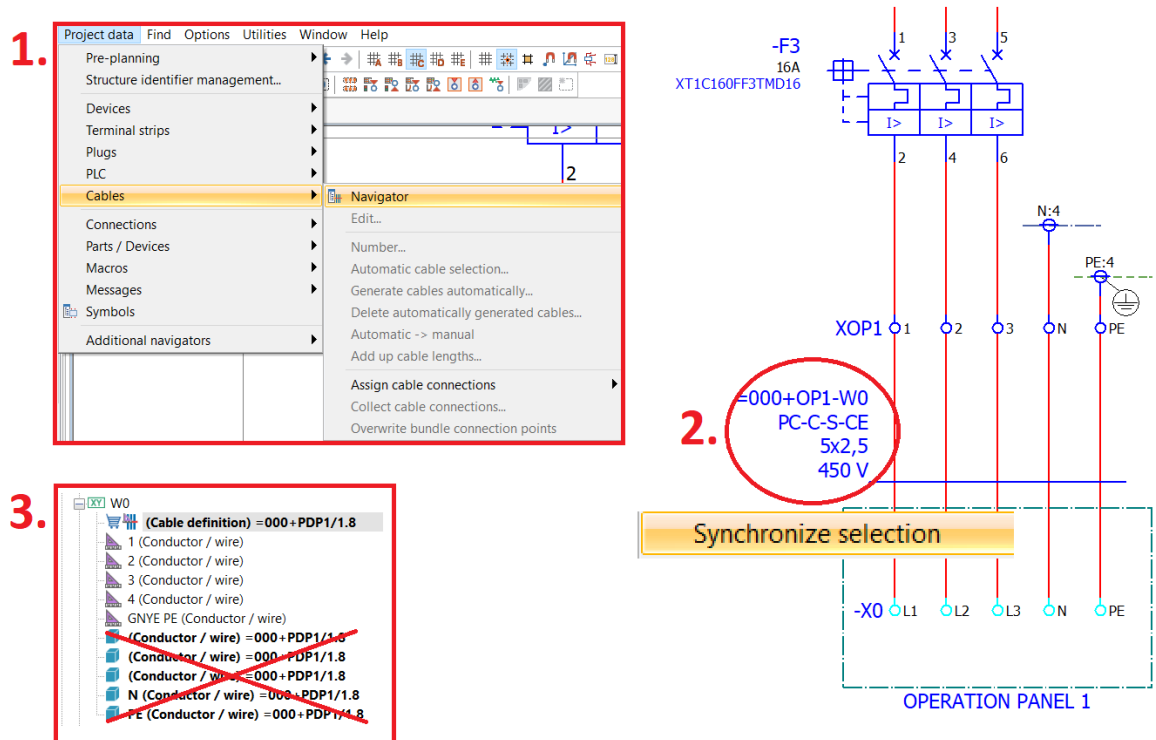 1.
Project data Find Options Utilities Window Help
Pre-planning
Structure identifier management...
Devices
Terminal strips
Plugs
PLC
Cables
Connections
Parts / Devices
Macros
Messages
Symbols
Additional navigators
2
Navigator
Edit...
Number...
Automatic cable selection...
Generate cables automatically...
Delete automatically generated cables...
Automatic -> manual
Add up cable lengths...
Assign cable connections
Collect cable connections...
Overwrite bundle connection points
-F3
16A
XT1C160FF3TMD16
1 3 5
I> I> I>
2 4 6
N:4
PE:4
XOP1 1 2 3 N PE
2.
=000+OP1-W0
PC-C-S-CE
5x2,5
450 V
Synchronize selection
-X0 L1 L2 L3 N PE
OPERATION PANEL 1
3.
W0
(Cable definition) =000+PDP1/1.8
1 (Conductor / wire)
2 (Conductor / wire)
3 (Conductor / wire)
4 (Conductor / wire)
GNYE PE (Conductor / wire)
(Conductor / wire) =000+PDP1/1.8
(Conductor / wire) =000+PDP1/1.8
(Conductor / wire) =000+PDP1/1.8
N (Conductor / wire) =000+PDP1/1.8
PE (Conductor / wire) =000+PDP1/1.8